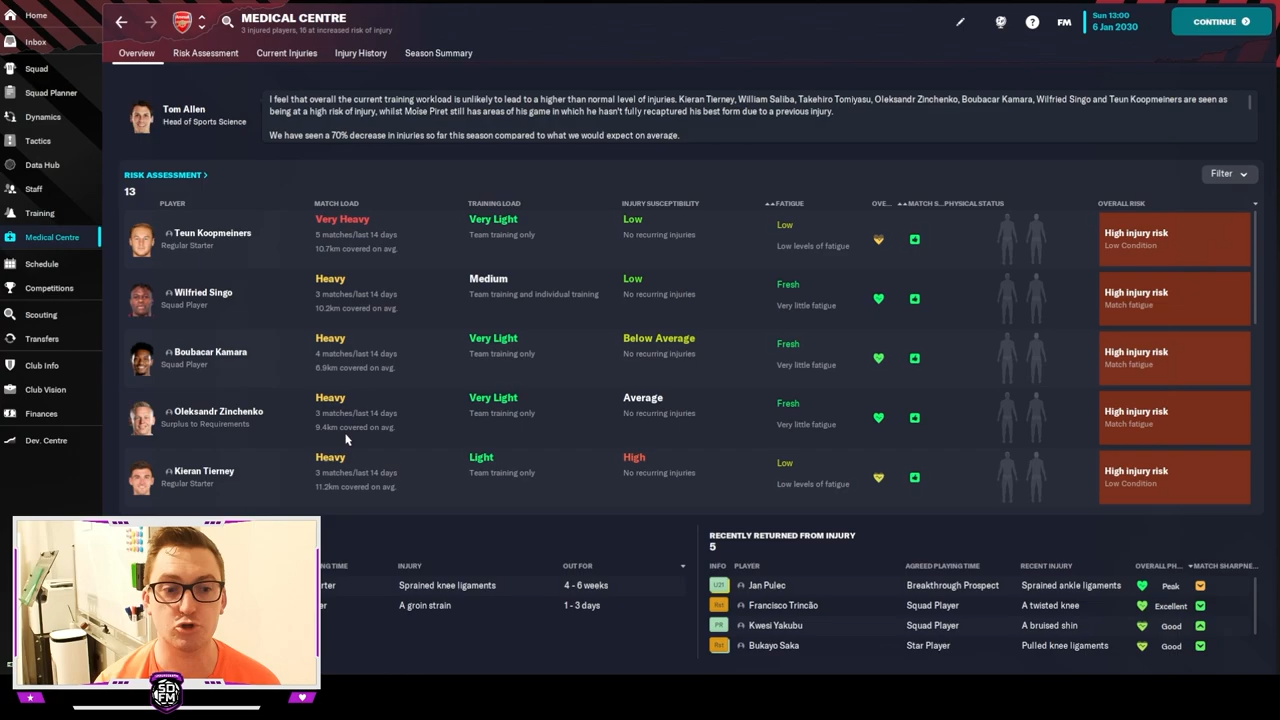 Home
Inbox
Squad
Squad Planner
Dynamics
Tactics
Data Hub
Staff
Training
Medical Centre
Schedule
Competitions
Scouting
Transfers
Club Info
Club Vision
Finances
Dev. Centre
MEDICAL CENTRE
3 injured players, 16 at increased risk of injury
FM
Sun 13:00
6 Jan 2030
CONTINUE
Overview Risk Assessment Current Injuries Injury History Season Summary
Tom Allen
Head of Sports Science
I feel that overall the current training workload is unlikely to lead to a higher than normal level of injuries. Kieran Tierney, William Saliba, Takehiro Tomiyasu, Oleksandr Zinchenko, Boubacar Kamara, Wilfried Singo and Teun Koopmeiners are seen as
being at a high risk of injury, whilst Moïse Piret still has areas of his game in which he hasn't fully recaptured his best form due to a previous injury.
We have seen a 70% decrease in injuries so far this season compared to what we would expect on average.
RISK ASSESSMENT >
13
Filter
PLAYER MATCH LOAD TRAINING LOAD INJURY SUSCEPTIBILITY FATIGUE OVE... MATCH S... PHYSICAL STATUS OVERALL RISK
Teun Koopmeiners
Regular Starter
Very Heavy
5 matches/last 14 days
10.7km covered on avg.
Very Light
Team training only
Low
No recurring injuries
Low
Low levels of fatigue
High injury risk
Low Condition
Wilfried Singo
Squad Player
Heavy
3 matches/last 14 days
10.2km covered on avg.
Medium
Team training and individual training
Low
No recurring injuries
Fresh
Very little fatigue
High injury risk
Match fatigue
Boubacar Kamara
Squad Player
Heavy
4 matches/last 14 days
6.9km covered on avg.
Very Light
Team training only
Below Average
No recurring injuries
Fresh
Very little fatigue
High injury risk
Match fatigue
Oleksandr Zinchenko
Surplus to Requirements
Heavy
3 matches/last 14 days
9.4km covered on avg.
Very Light
Team training only
Average
No recurring injuries
Fresh
Very little fatigue
High injury risk
Match fatigue
Kieran Tierney
Regular Starter
Heavy
3 matches/last 14 days
11.2km covered on avg.
Light
Team training only
High
No recurring injuries
Low
Low levels of fatigue
High injury risk
Low Condition
INJURY OUT FOR
Sprained knee ligaments 4 - 6 weeks
A groin strain 1 - 3 days
RECENTLY RETURNED FROM INJURY
5
INFO PLAYER AGREED PLAYING TIME RECENT INJURY OVERALL PH... MATCH SHARPNE...
U21 Jan Pulec Breakthrough Prospect Sprained ankle ligaments Peak
Rst Francisco Trincão Squad Player A twisted knee Excellent
PR Kwesi Yakubu Squad Player A bruised shin Good
Rst Bukayo Saka Star Player Pulled knee ligaments Good
SDFM